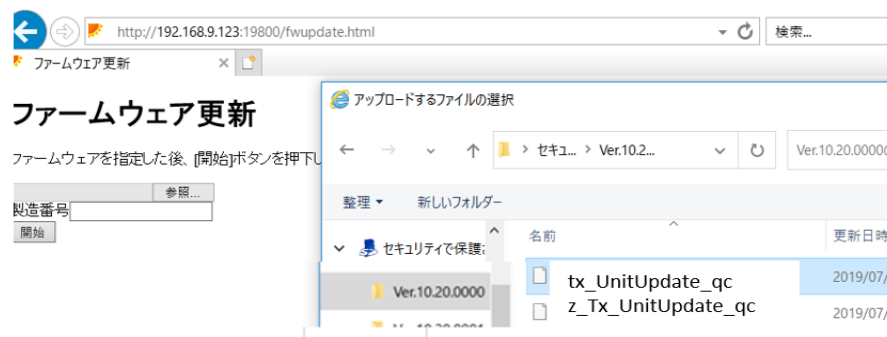 http://192.168.9.123:19800/fwupdate.html
検索...
ファームウェア更新
ファームウェア更新
ファームウェアを指定した後、[開始]ボタンを押下し
参照...
製造番号
開始
アップロードするファイルの選択
セキュ...
Ver.10.2...
Ver.10.20.0000
整理
新しいフォルダー
セキュリティで保護
Ver.10.20.0000
名前
更新日時
tx_UnitUpdate_qc
2019/07/
z_Tx_UnitUpdate_qc
2019/07/